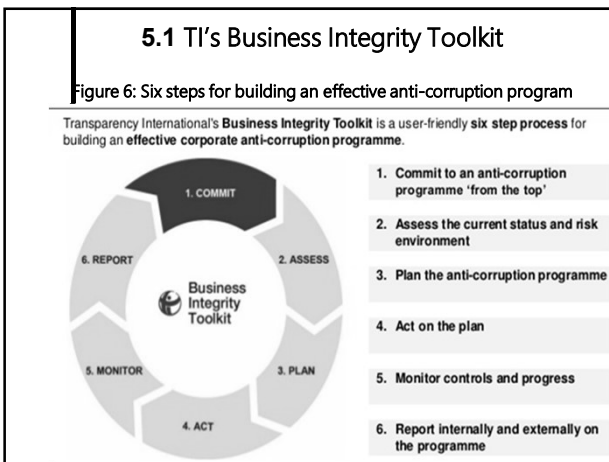 5.1 TI's Business Integrity Toolkit
Figure 6: Six steps for building an effective anti-corruption program
Transparency International's Business Integrity Toolkit is a user-friendly six step process for
building an effective corporate anti-corruption programme.
1. COMMIT
2. ASSESS
3. PLAN
4. ACT
5. MONITOR
6. REPORT
Business
Integrity
Toolkit
1. Commit to an anti-corruption
programme 'from the top'
2. Assess the current status and risk
environment
3. Plan the anti-corruption programme
4. Act on the plan
5. Monitor controls and progress
6. Report internally and externally on
the programme